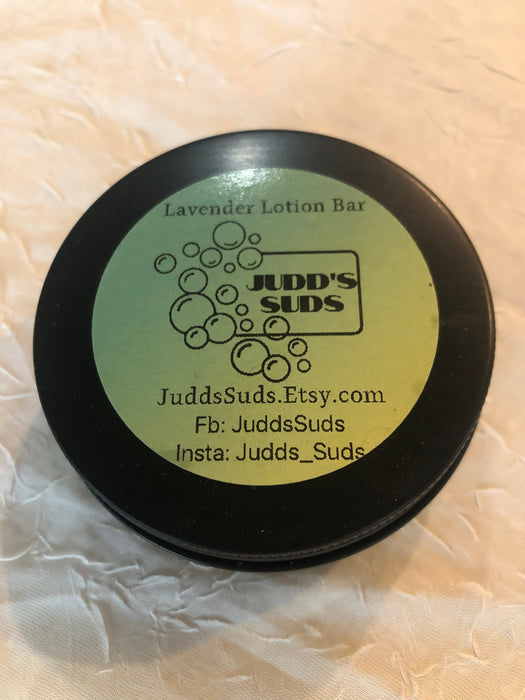 Lavender Lotion Bar
JUDD'S
SUDS
JuddsSuds.Etsy.com
Fb: JuddsSuds
Insta: Judds_Suds